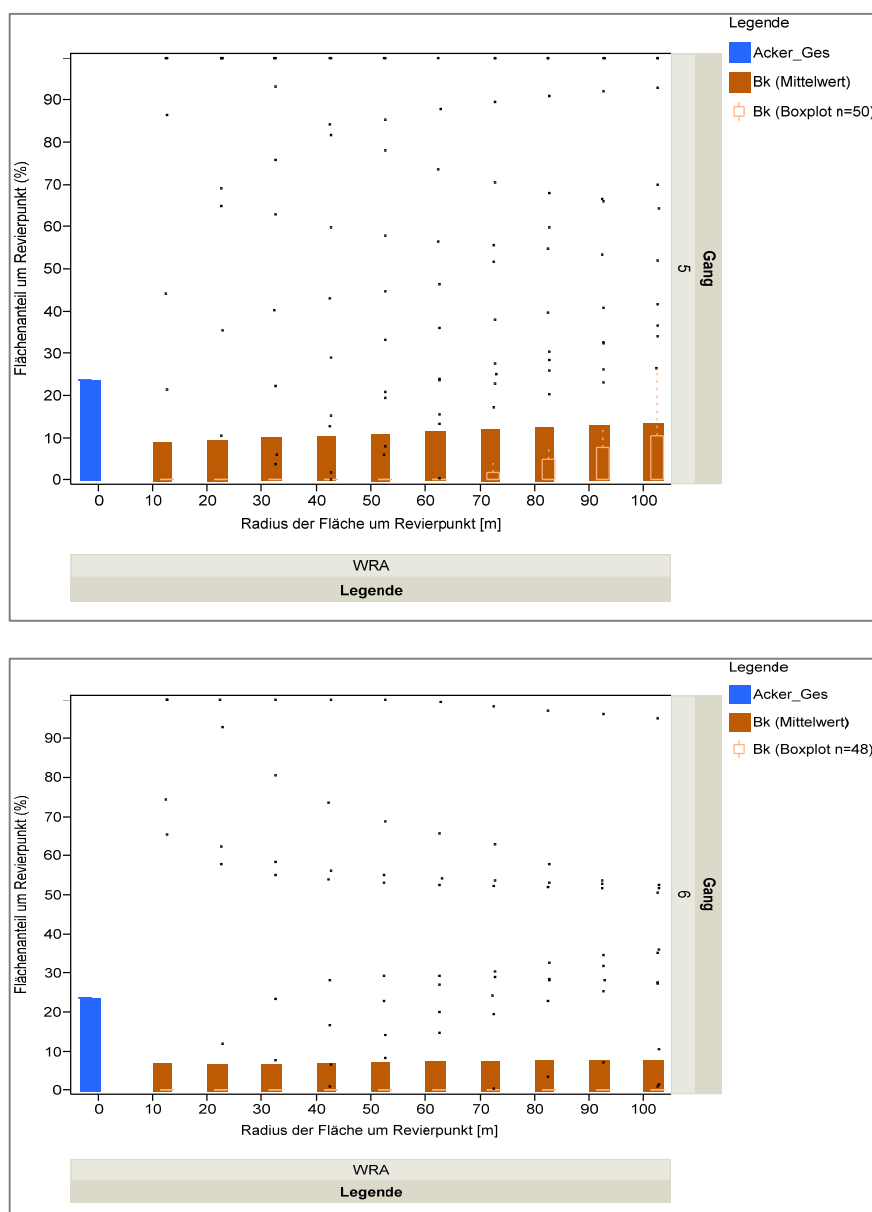 Legende
Acker_Ges
Bk (Mittelwert)
Bk (Boxplot n=50)
Flächenanteil um Revierpunkt (%)
90
80
70
60
50
40
30
20
10
0
0 10 20 30 40 50 60 70 80 90 100
Radius der Fläche um Revierpunkt [m]
5
Gang
WRA
Legende
Legende
Acker_Ges
Bk (Mittelwert)
Bk (Boxplot n=48)
Flächenanteil um Revierpunkt (%)
90
80
70
60
50
40
30
20
10
0
0 10 20 30 40 50 60 70 80 90 100
Radius der Fläche um Revierpunkt [m]
6
Gang
WRA
Legende